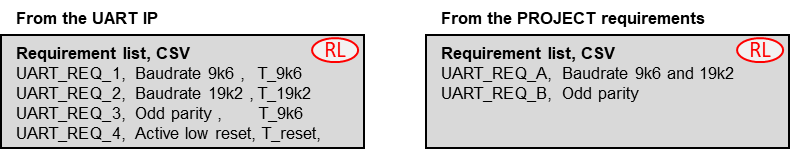 From the UART IP
Requirement list, CSV RL
UART_REQ_1, Baudrate 9k6 , T_9k6
UART_REQ_2, Baudrate 19k2 , T_19k2
UART_REQ_3, Odd parity , T_9k6
UART_REQ_4, Active low reset, T_reset,
From the PROJECT requirements
Requirement list, CSV RL
UART_REQ_A, Baudrate 9k6 and 19k2
UART_REQ_B, Odd parity